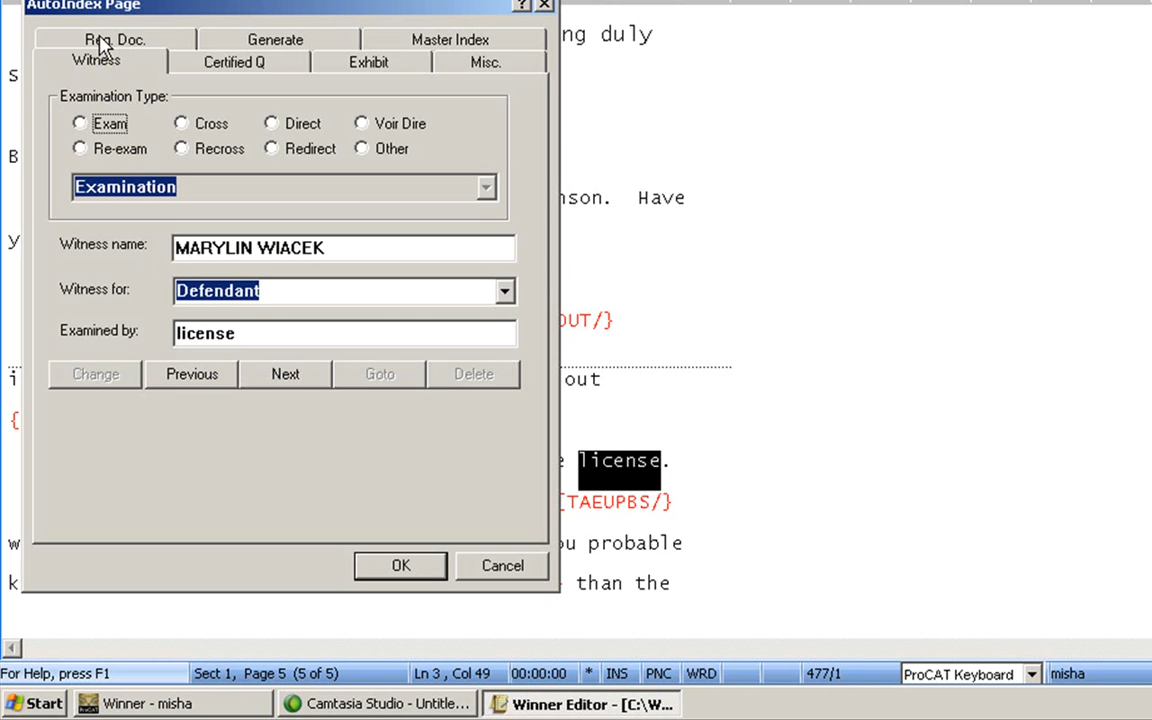 AutoIndex Page
Req. Doc. Generate Master Index
Witness Certified Q Exhibit Misc.
Examination Type:
Exam Cross Direct Voir Dire
Re-exam Recross Redirect Other
Examination
Witness name: MARYLIN WIACEK
Witness for: Defendant
Examined by: license
Change Previous Next Goto Delete
OK Cancel
ng duly
s
B
nson. Have
y
OUT/}
i out
{
license.
[TAEUPBS/}
w ou probable
k than the
For Help, press F1 Sect 1, Page 5 (5 of 5) Ln 3 , Col 49 00:00:00 * INS PNC WRD 477/1 ProCAT Keyboard misha
Start Winner - misha Camtasia Studio - Untitle... Winner Editor - [C:\W...